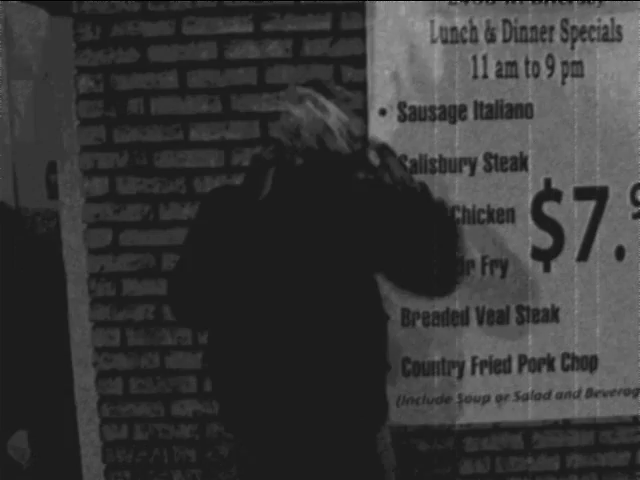 Lunch & Dinner Specials
11 am to 9 pm
• Sausage Italiano
Salisbury Steak
Chicken
Fry
$7.
Breaded Veal Steak
Country Fried Pork Chop
(Include Soup or Salad and